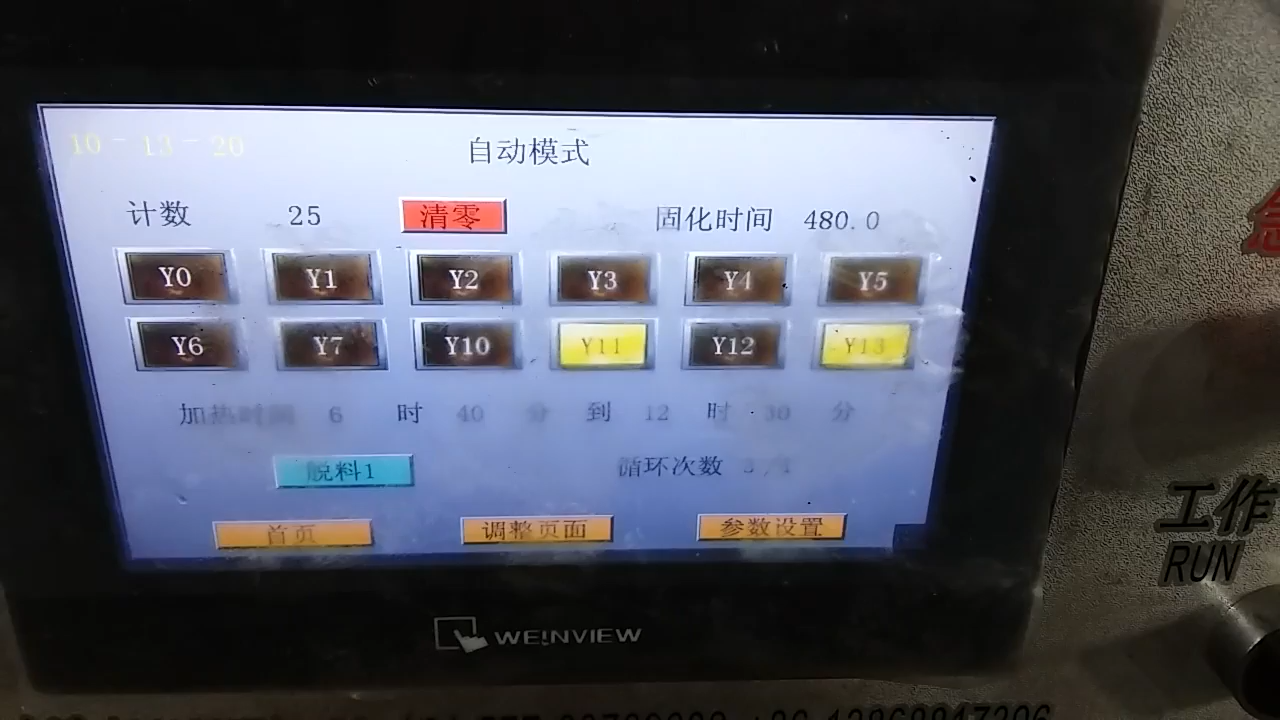 10 - 13 - 20
自动模式
计数 25 清零 固化时间 480.0
Y0 Y1 Y2 Y3 Y4 Y5
Y6 Y7 Y10 Y11 Y12 Y13
加热时间 6 时 40 分 到 12 时 30 分
脱料1 循环次数
首页 调整页面 参数设置
WEINVIEW
急
工作
RUN